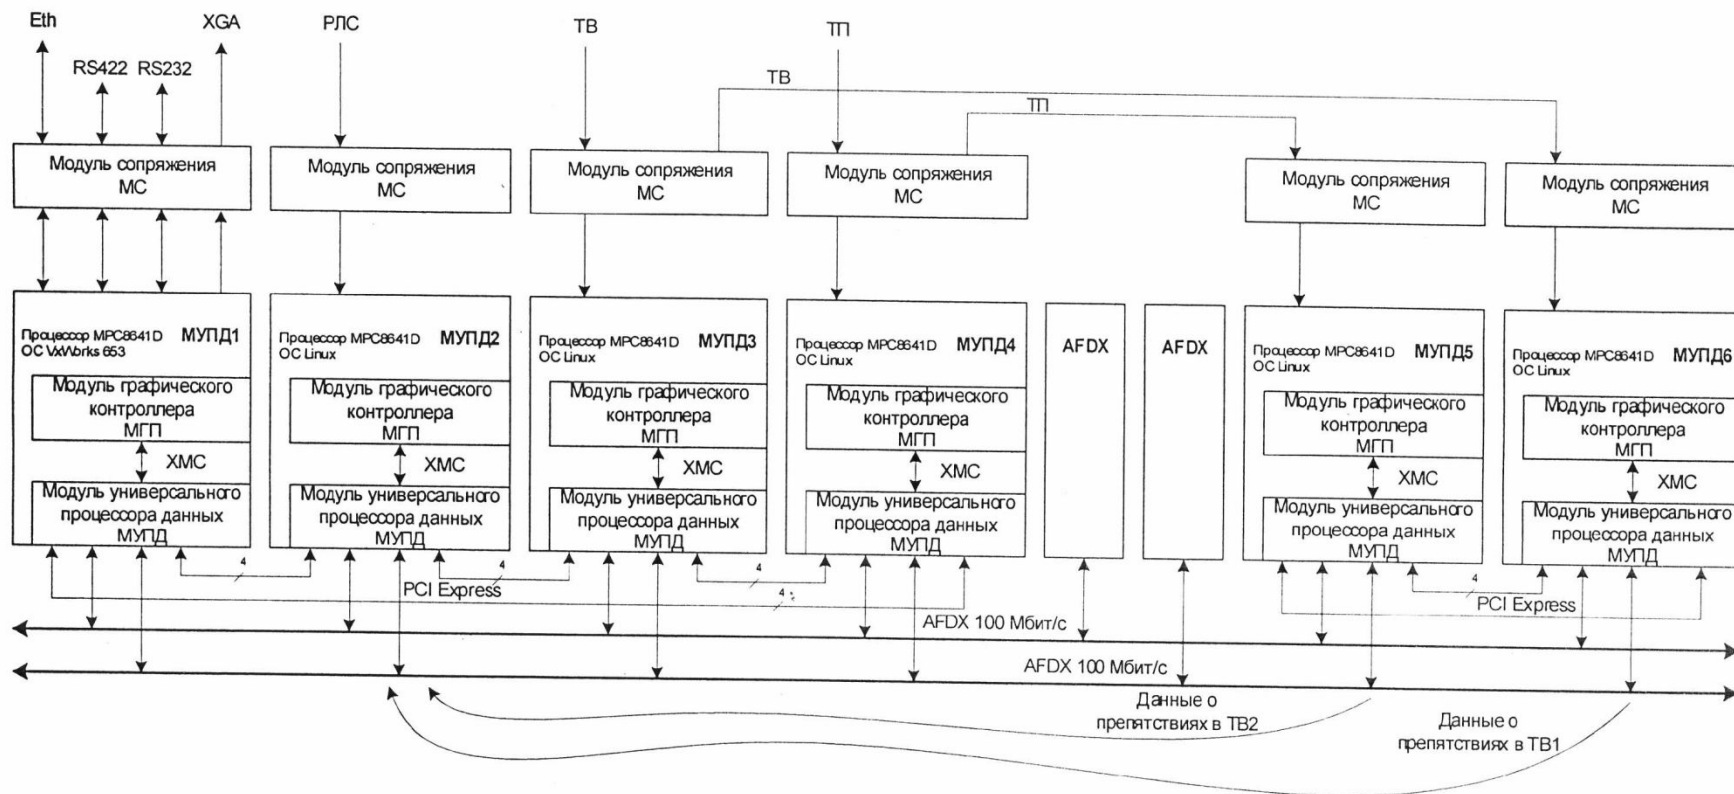 Eth
XGA
РЛС
ТВ
ТП
RS422
RS232
ТВ
ТП
Модуль сопряжения
МС
Модуль сопряжения
МС
Модуль сопряжения
МС
Модуль сопряжения
МС
Модуль сопряжения
МС
Модуль сопряжения
МС
Процессор MPC8641D
ОС VxWorks 653
МУПД1
Модуль графического
контроллера
МГП
XMC
Модуль универсального
процессора данных
МУПД
Процессор MPC8641D
ОС Linux
МУПД2
Модуль графического
контроллера
МГП
XMC
Модуль универсального
процессора данных
МУПД
Процессор MPC8641D
ОС Linux
МУПД3
Модуль графического
контроллера
МГП
XMC
Модуль универсального
процессора данных
МУПД
Процессор MPC8641D
ОС Linux
МУПД4
Модуль графического
контроллера
МГП
XMC
Модуль универсального
процессора данных
МУПД
AFDX
AFDX
Процессор MPC8641D
ОС Linux
МУПД5
Модуль графического
контроллера
МГП
XMC
Модуль универсального
процессора данных
МУПД
Процессор MPC8641D
ОС Linux
МУПД6
Модуль графического
контроллера
МГП
XMC
Модуль универсального
процессора данных
МУПД
4
4
4
4
4
PCI Express
PCI Express
AFDX 100 Мбит/с
AFDX 100 Мбит/с
Данные о
препятствиях в ТВ2
Данные о
препятствиях в ТВ1